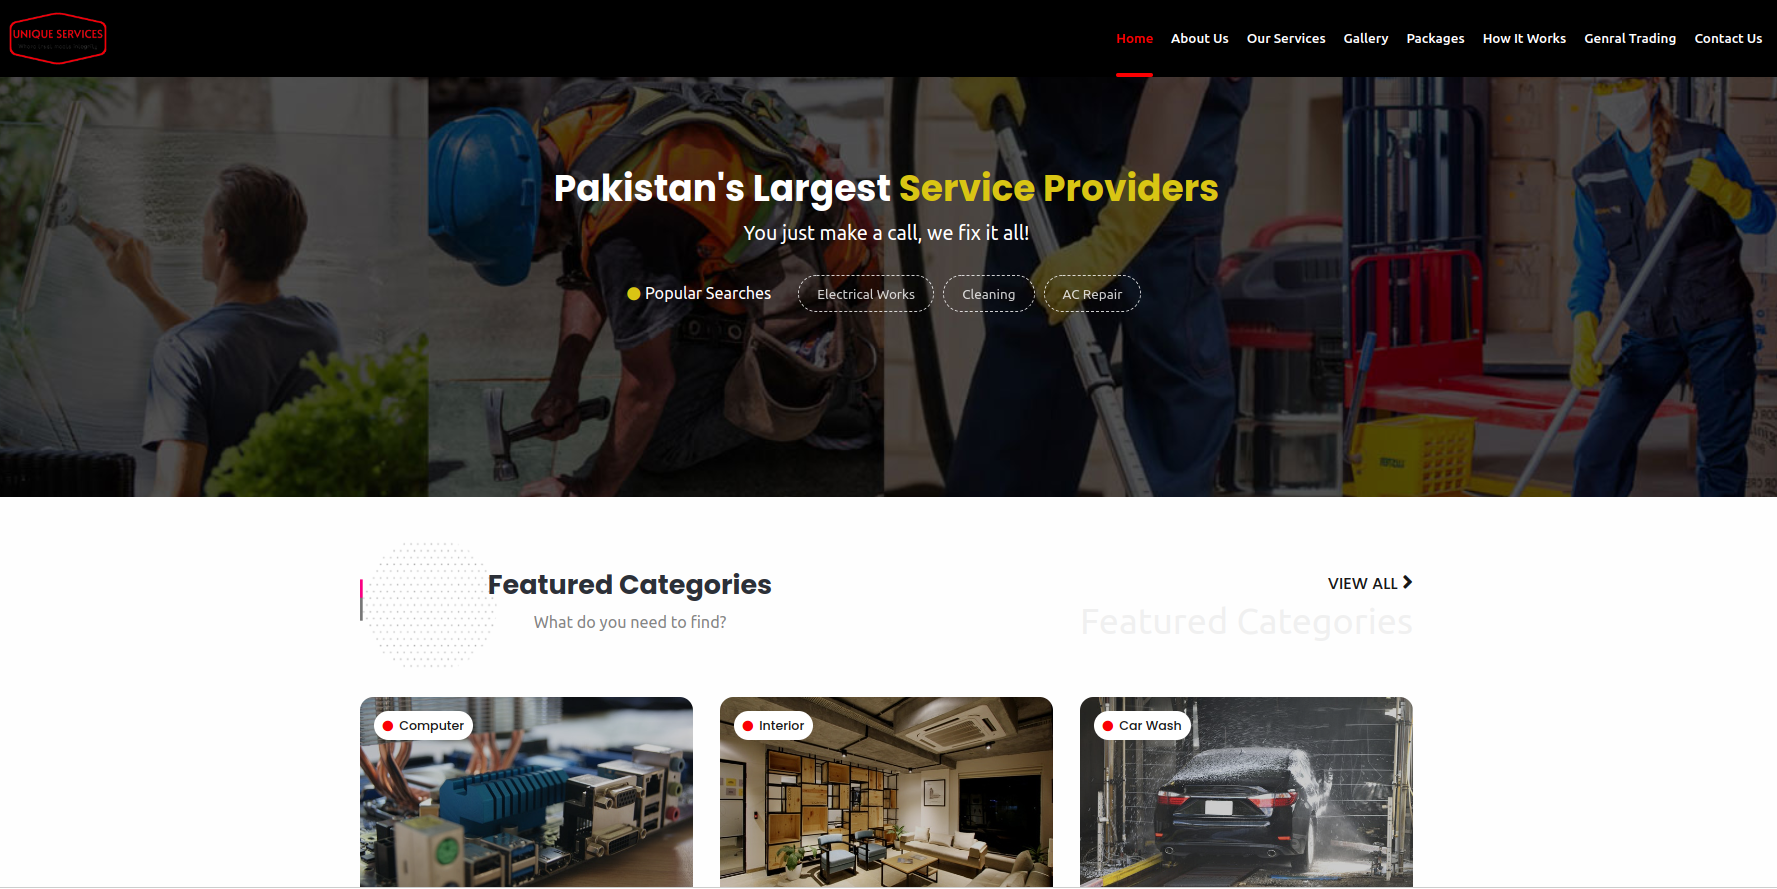 UNIQUE SERVICES
Home About Us Our Services Gallery Packages How It Works Genral Trading Contact Us
Pakistan's Largest Service Providers
You just make a call, we fix it all!
Popular Searches Electrical Works Cleaning AC Repair
Featured Categories
What do you need to find?
VIEW ALL
Featured Categories
Computer
Interior
Car Wash